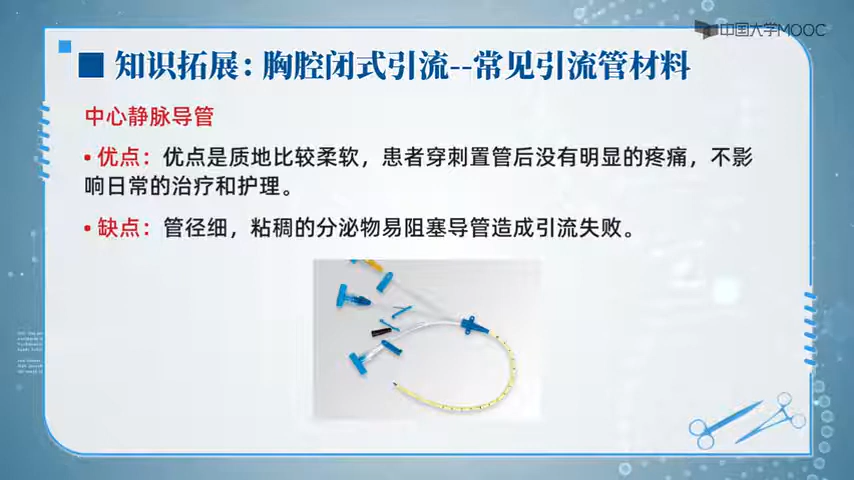 中国大学MOOC
知识拓展：胸腔闭式引流--常见引流管材料
中心静脉导管
• 优点：优点是质地比较柔软，患者穿刺置管后没有明显的疼痛，不影
响日常的治疗和护理。
• 缺点：管径细，粘稠的分泌物易阻塞导管造成引流失败。